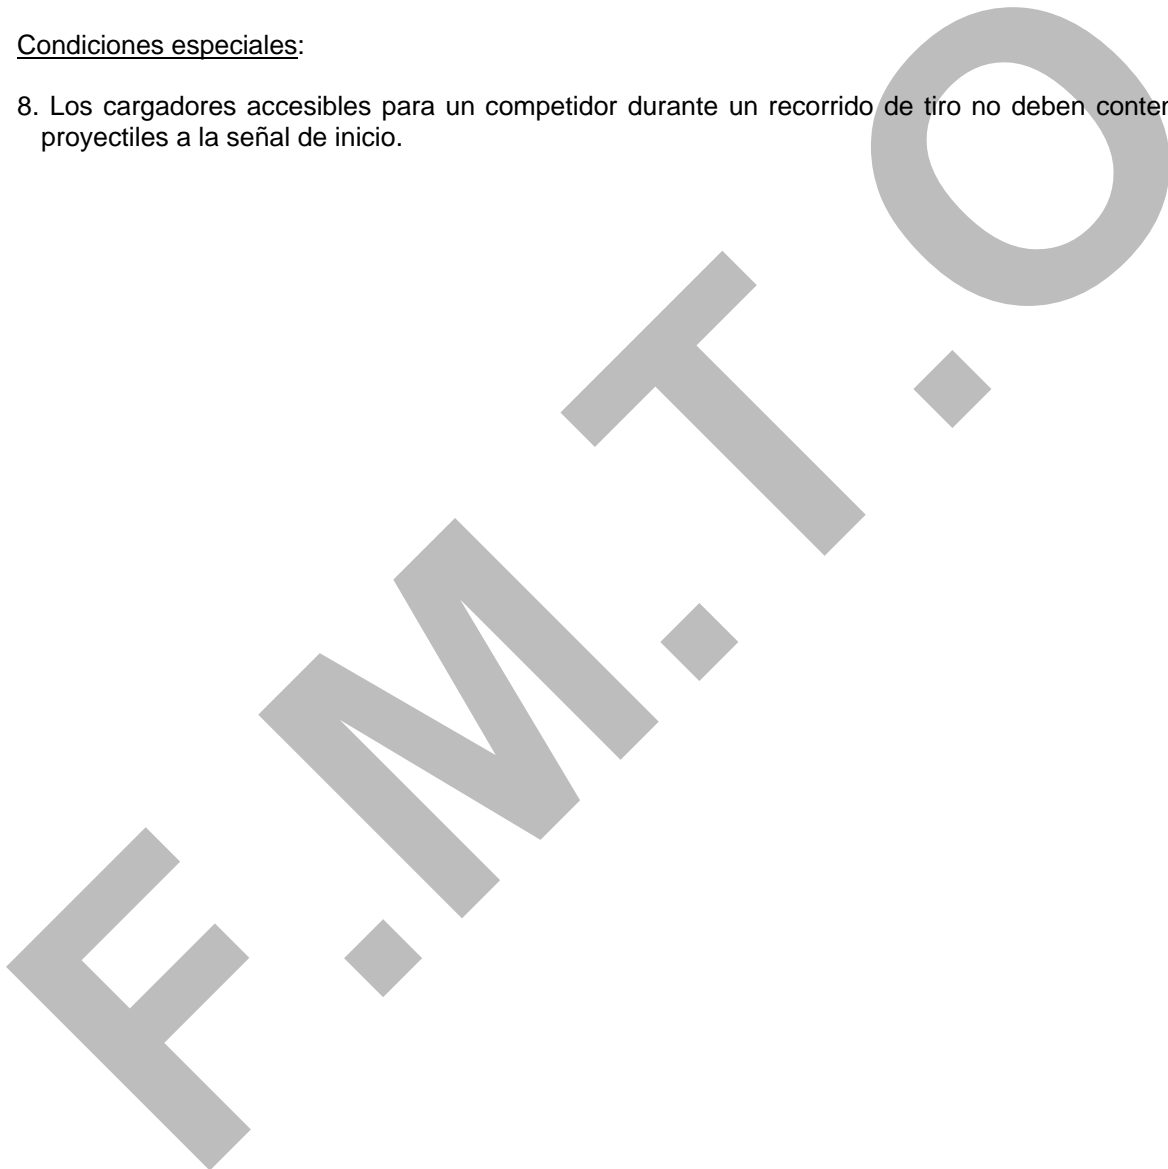 Condiciones especiales:
8. Los cargadores accesibles para un competidor durante un recorrido de tiro no deben contener
proyectiles a la señal de inicio.
F.M.T.O